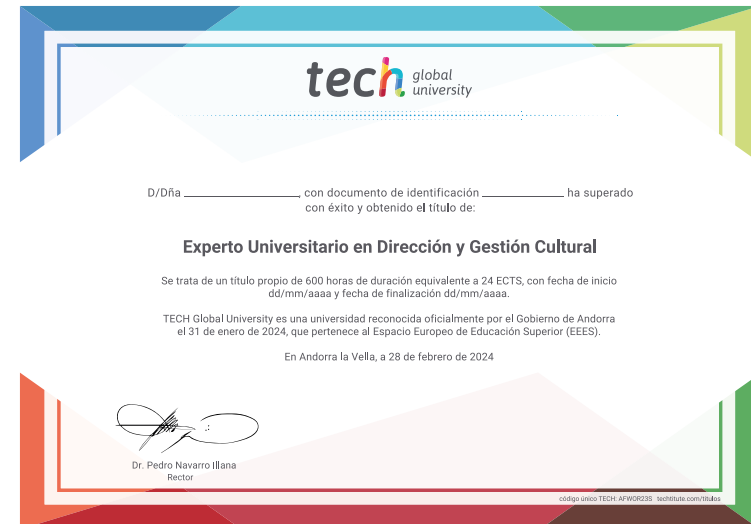 tech global university
D/Dña ____________________, con documento de identificación ______________ ha superado
con éxito y obtenido el título de:
Experto Universitario en Dirección y Gestión Cultural
Se trata de un título propio de 600 horas de duración equivalente a 24 ECTS, con fecha de inicio
dd/mm/aaaa y fecha de finalización dd/mm/aaaa.
TECH Global University es una universidad reconocida oficialmente por el Gobierno de Andorra
el 31 de enero de 2024, que pertenece al Espacio Europeo de Educación Superior (EEES).
En Andorra la Vella, a 28 de febrero de 2024
Dr. Pedro Navarro Illana
Rector
código único TECH: AFWOR23S techtitute.com/titulos